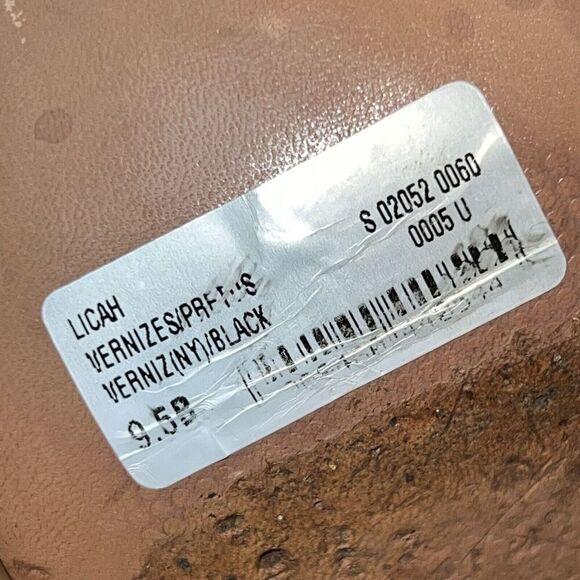 LICAH
VERNIZES/PRETOS
VERNIZ(NY)/BLACK
9.5B
S 02052 0060
0005 U